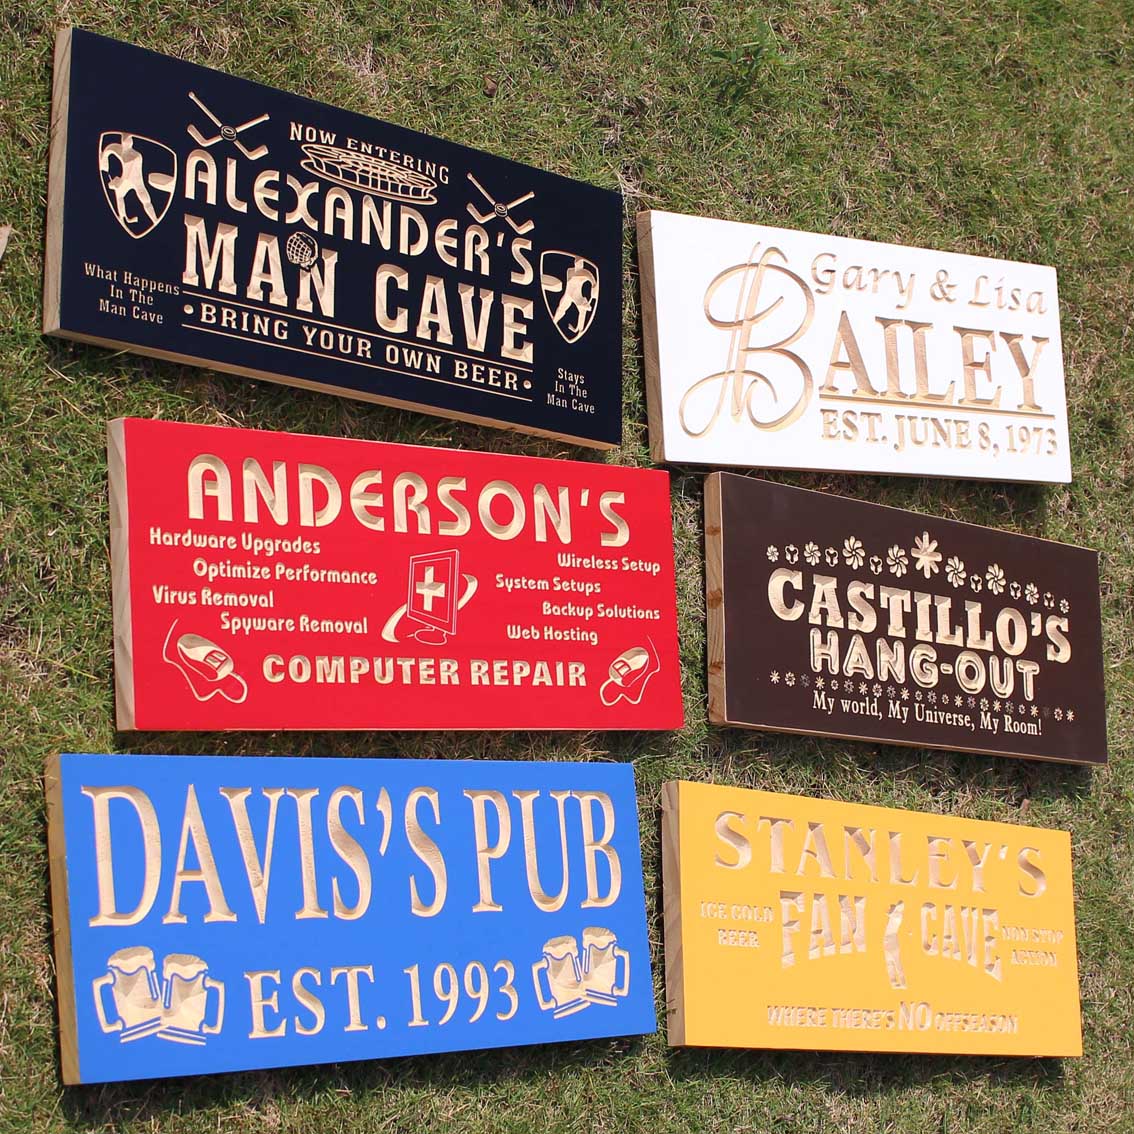 NOW ENTERING
ALEXANDER'S
MAN CAVE
What Happens
In The
Man Cave
• BRING YOUR OWN BEER •
Stays
In The
Man Cave
Gary & Lisa
BAILEY
EST. JUNE 8, 1973
ANDERSON'S
Hardware Upgrades
Optimize Performance
Virus Removal
Spyware Removal
Wireless Setup
System Setups
Backup Solutions
Web Hosting
COMPUTER REPAIR
CASTILLO'S
HANG-OUT
My world, My Universe, My Room!
DAVIS'S PUB
EST. 1993
STANLEY'S
FAN CAVE
ICE COLD
BEER
NON STOP
ACTION
WHERE THERE'S NO OFFSEASON